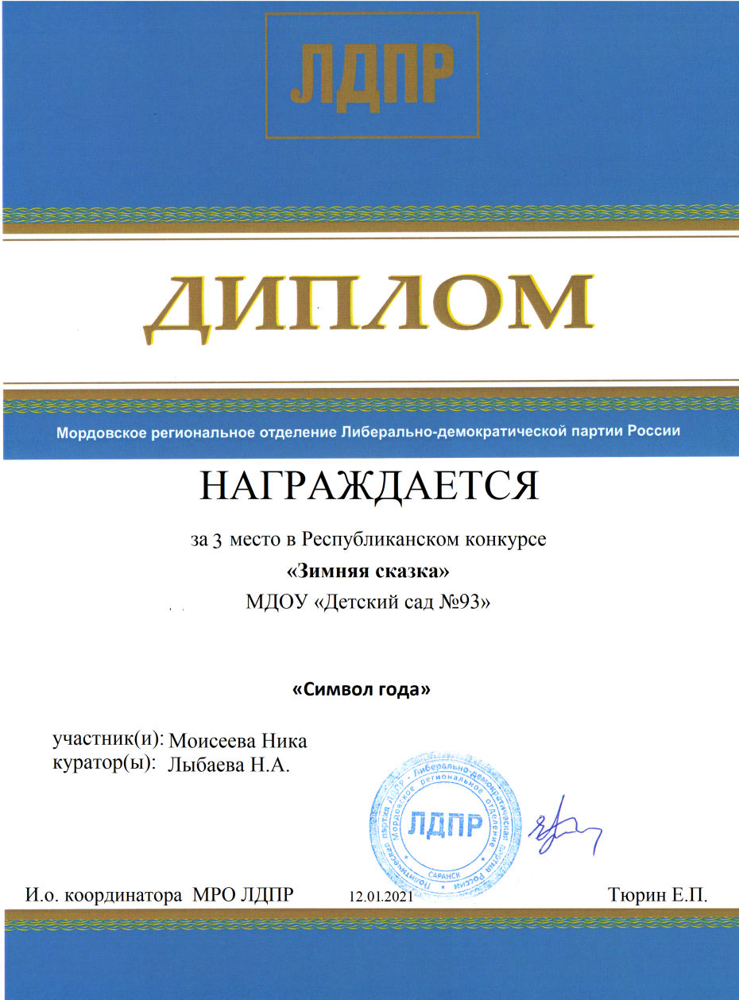 ЛДПР
ДИПЛОМ
Мордовское региональное отделение Либерально-демократической партии России
НАГРАЖДАЕТСЯ
за 3 место в Республиканском конкурсе
«Зимняя сказка»
МДОУ «Детский сад №93»
«Символ года»
участник(и): Моисеева Ника
куратор(ы): Лыбаева Н.А.
Политическая партия ЛДПР - Либерально-демократическая партия России
Мордовское региональное отделение
ЛДПР
САРАНСК
И.о. координатора МРО ЛДПР 12.01.2021 Тюрин Е.П.